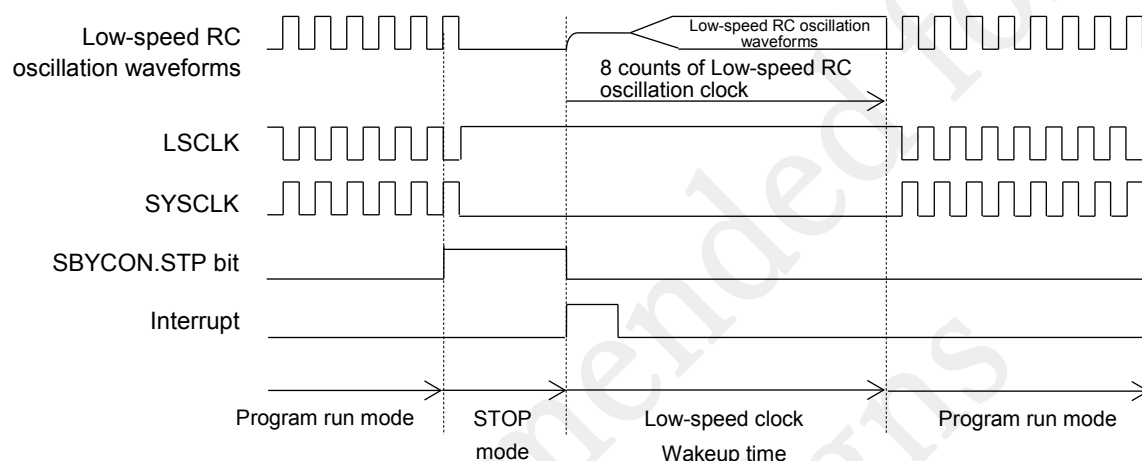 Low-speed RC
oscillation waveforms
Low-speed RC oscillation
waveforms
8 counts of Low-speed RC
oscillation clock
LSCLK
SYSCLK
SBYCON.STP bit
Interrupt
Program run mode
STOP
mode
Low-speed clock
Wakeup time
Program run mode